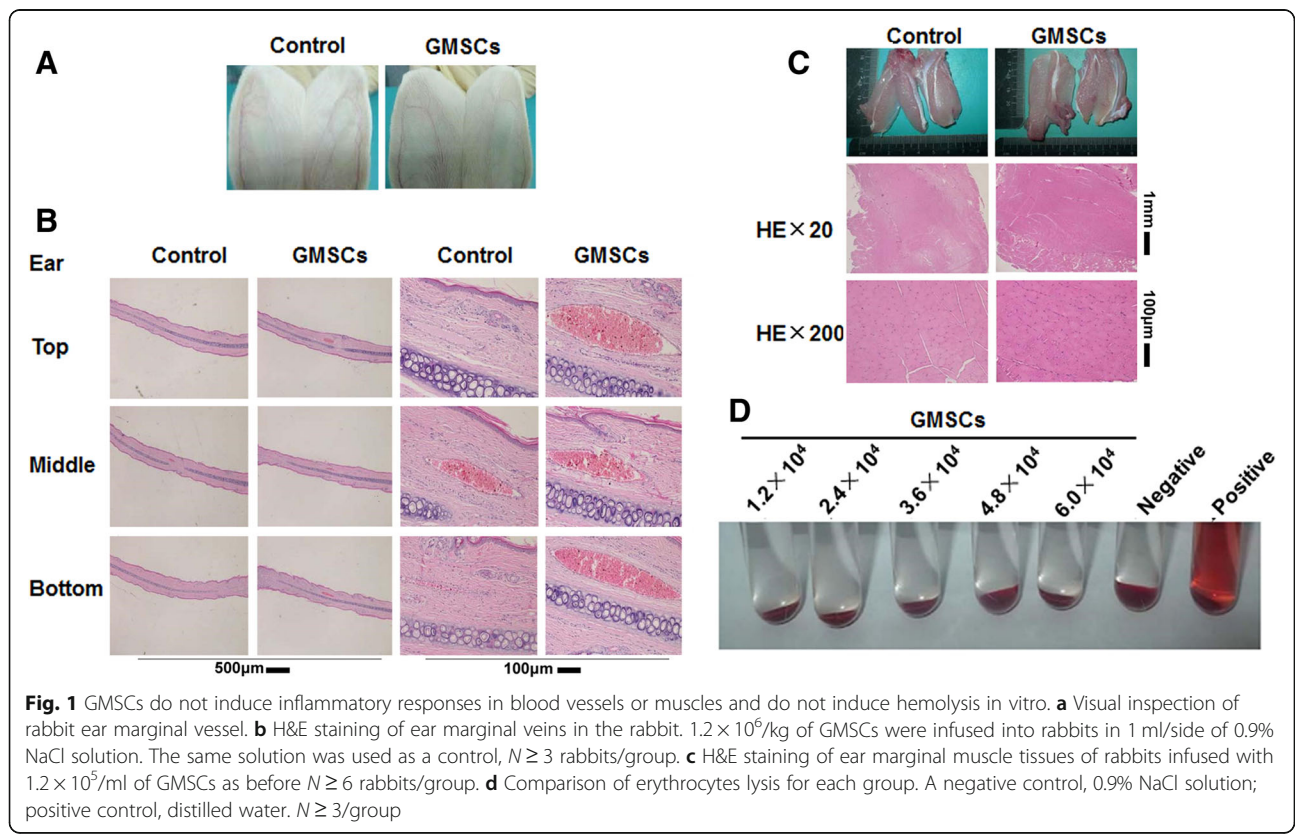 A
Control GMSCs
B
Ear
Control GMSCs Control GMSCs
Top
Middle
Bottom
500μm 100μm
C
Control GMSCs
HE×20
1mm
HE×200
100μm
D
GMSCs
1.2×10⁴ 2.4×10⁴ 3.6×10⁴ 4.8×10⁴ 6.0×10⁴ Negative Positive
Fig. 1 GMSCs do not induce inflammatory responses in blood vessels or muscles and do not induce hemolysis in vitro. a Visual inspection of
rabbit ear marginal vessel. b H&E staining of ear marginal veins in the rabbit. 1.2 × 10⁶/kg of GMSCs were infused into rabbits in 1 ml/side of 0.9%
NaCl solution. The same solution was used as a control, N ≥ 3 rabbits/group. c H&E staining of ear marginal muscle tissues of rabbits infused with
1.2 × 10⁵/ml of GMSCs as before N ≥ 6 rabbits/group. d Comparison of erythrocytes lysis for each group. A negative control, 0.9% NaCl solution;
positive control, distilled water. N ≥ 3/group